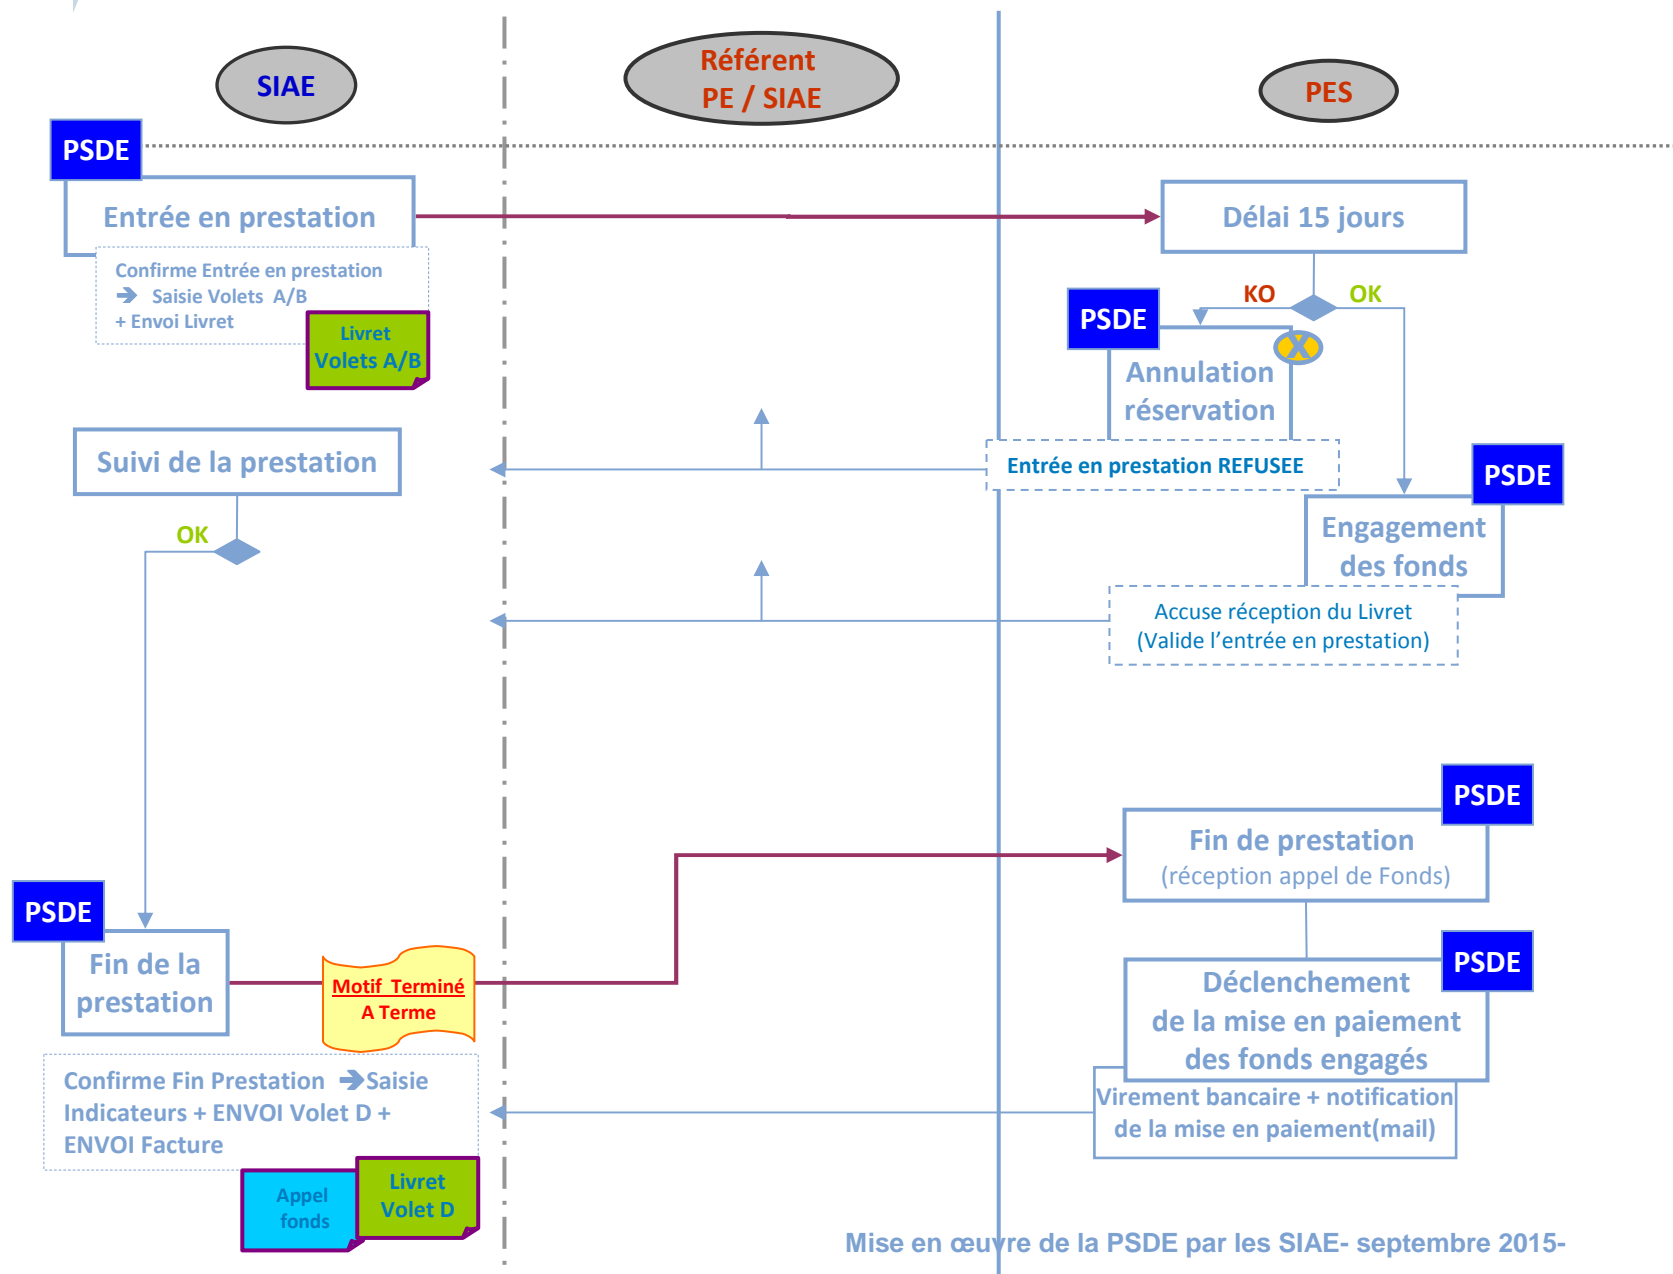 SIAE
Référent
PE / SIAE
PES
PSDE
Entrée en prestation
Délai 15 jours
Confirme Entrée en prestation
➔ Saisie Volets A/B
+ Envoi Livret
Livret
Volets A/B
KO
OK
PSDE
X
Annulation
réservation
Entrée en prestation REFUSEE
Suivi de la prestation
OK
PSDE
Engagement
des fonds
Accuse réception du Livret
(Valide l’entrée en prestation)
PSDE
Fin de prestation
(réception appel de Fonds)
PSDE
Fin de la
prestation
Motif Terminé
A Terme
PSDE
Déclenchement
de la mise en paiement
des fonds engagés
Virement bancaire + notification
de la mise en paiement(mail)
Confirme Fin Prestation ➔Saisie
Indicateurs + ENVOI Volet D +
ENVOI Facture
Appel
fonds
Livret
Volet D
Mise en œuvre de la PSDE par les SIAE- septembre 2015-